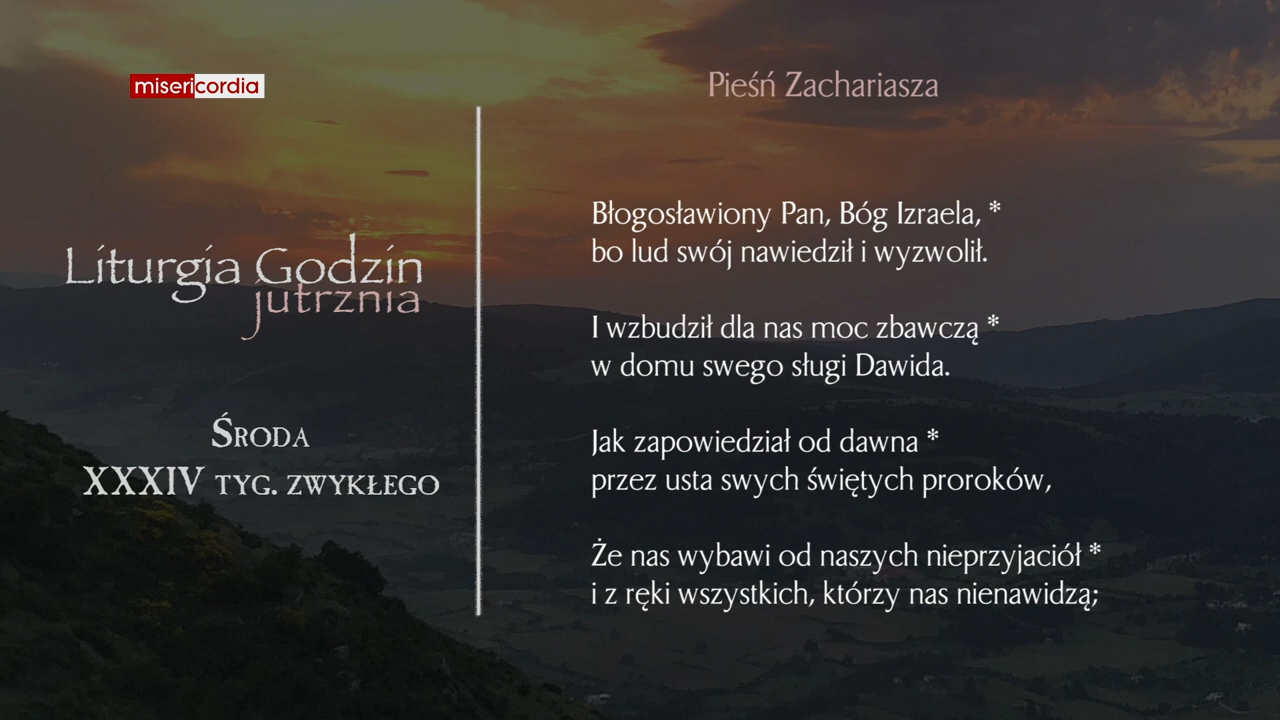 misericordia
Liturgia Godzin
jutrznia
Środa
XXXIV tyg. zwykłego
Pieśń Zachariasza
Błogosławiony Pan, Bóg Izraela, *
bo lud swój nawiedził i wyzwolił.
I wzbudził dla nas moc zbawczą *
w domu swego sługi Dawida.
Jak zapowiedział od dawna *
przez usta swych świętych proroków,
Że nas wybawi od naszych nieprzyjaciół *
i z ręki wszystkich, którzy nas nienawidzą;